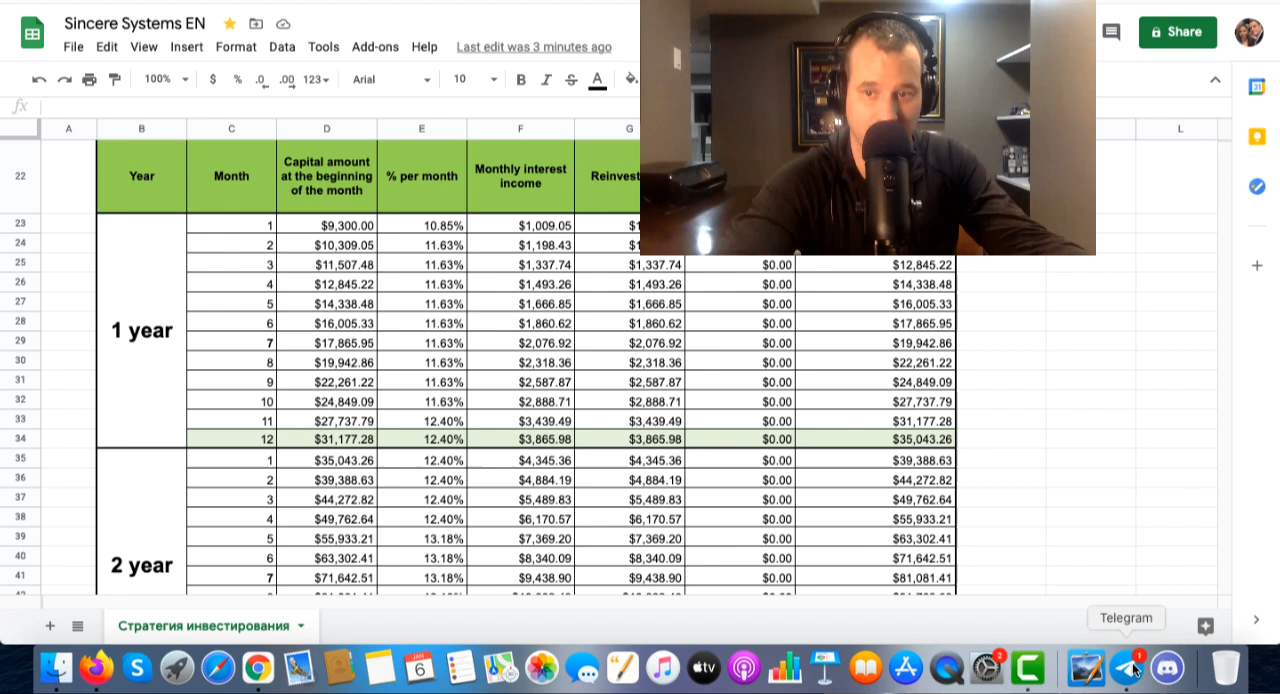 Sincere Systems EN
File Edit View Insert Format Data Tools Add-ons Help Last edit was 3 minutes ago
Share
100% $ % .0 .00 123 Arial 10 B I S A
fx
A B C D E F G L
22 Year Month Capital amount at the beginning of the month % per month Monthly interest income Reinvest
23 1 $9,300.00 10.85% $1,009.05
24 2 $10,309.05 11.63% $1,198.43
25 3 $11,507.48 11.63% $1,337.74 $1,337.74 $0.00 $12,845.22
26 4 $12,845.22 11.63% $1,493.26 $1,493.26 $0.00 $14,338.48
27 5 $14,338.48 11.63% $1,666.85 $1,666.85 $0.00 $16,005.33
28 1 year 6 $16,005.33 11.63% $1,860.62 $1,860.62 $0.00 $17,865.95
29 7 $17,865.95 11.63% $2,076.92 $2,076.92 $0.00 $19,942.86
30 8 $19,942.86 11.63% $2,318.36 $2,318.36 $0.00 $22,261.22
31 9 $22,261.22 11.63% $2,587.87 $2,587.87 $0.00 $24,849.09
32 10 $24,849.09 11.63% $2,888.71 $2,888.71 $0.00 $27,737.79
33 11 $27,737.79 12.40% $3,439.49 $3,439.49 $0.00 $31,177.28
34 12 $31,177.28 12.40% $3,865.98 $3,865.98 $0.00 $35,043.26
35 1 $35,043.26 12.40% $4,345.36 $4,345.36 $0.00 $39,388.63
36 2 $39,388.63 12.40% $4,884.19 $4,884.19 $0.00 $44,272.82
37 3 $44,272.82 12.40% $5,489.83 $5,489.83 $0.00 $49,762.64
38 4 $49,762.64 12.40% $6,170.57 $6,170.57 $0.00 $55,933.21
39 5 $55,933.21 13.18% $7,369.20 $7,369.20 $0.00 $63,302.41
40 2 year 6 $63,302.41 13.18% $8,340.09 $8,340.09 $0.00 $71,642.51
41 7 $71,642.51 13.18% $9,438.90 $9,438.90 $0.00 $81,081.41
Стратегия инвестирования
Telegram
JAN 6
tv
2
1
31